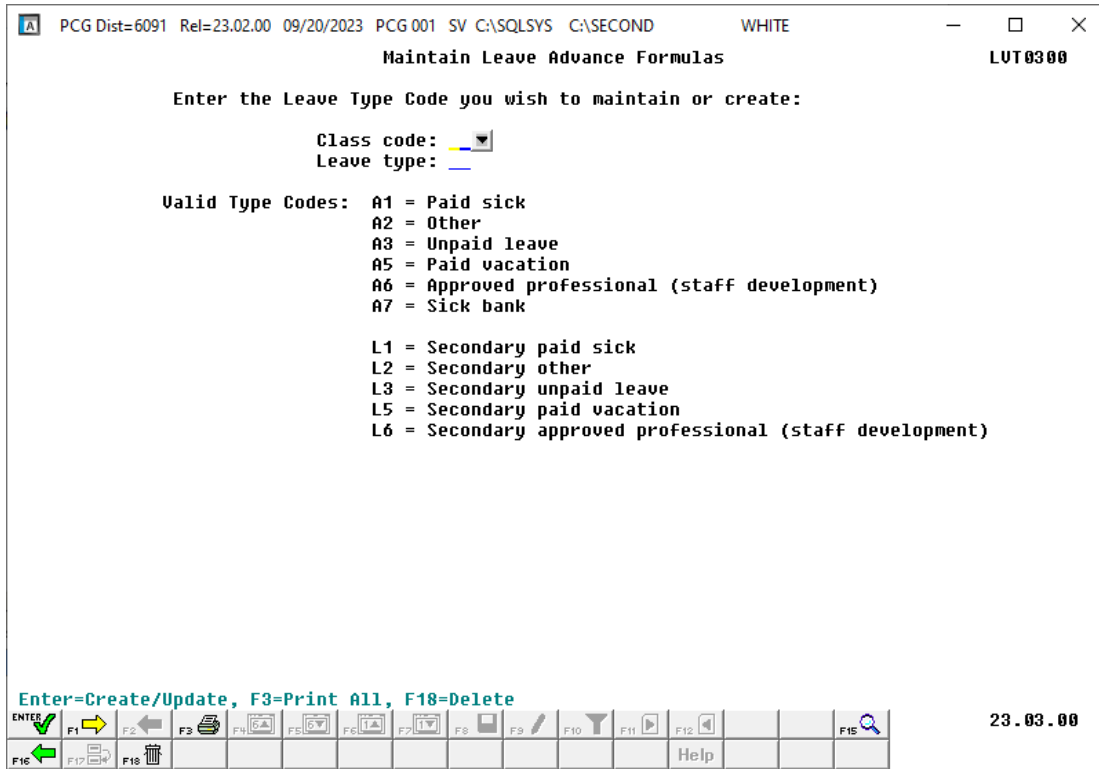 A PCG Dist=6091 Rel=23.02.00 09/20/2023 PCG 001 SV C:\SQLSYS C:\SECOND WHITE
Maintain Leave Advance Formulas LVT0300
Enter the Leave Type Code you wish to maintain or create:
Class code:
Leave type:
Valid Type Codes: A1 = Paid sick
A2 = Other
A3 = Unpaid leave
A5 = Paid vacation
A6 = Approved professional (staff development)
A7 = Sick bank
L1 = Secondary paid sick
L2 = Secondary other
L3 = Secondary unpaid leave
L5 = Secondary paid vacation
L6 = Secondary approved professional (staff development)
Enter=Create/Update, F3=Print All, F18=Delete
ENTER F1 F2 F3 F4 6 F5 6 F6 1 F7 1 F8 F9 F10 F11 F12 F15 23.03.00
F16 F17 F18 Help